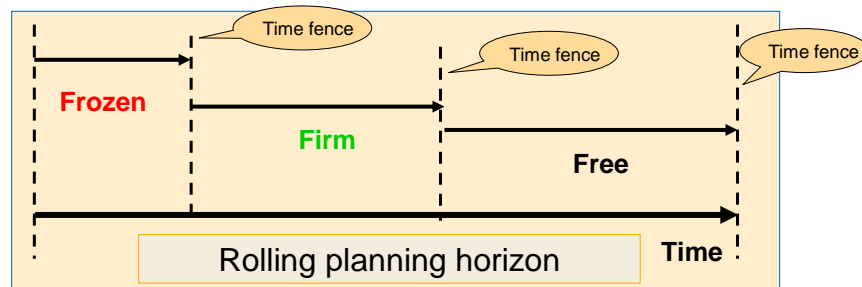 Time fence
Time fence
Time fence
Frozen
Firm
Free
Time
Rolling planning horizon